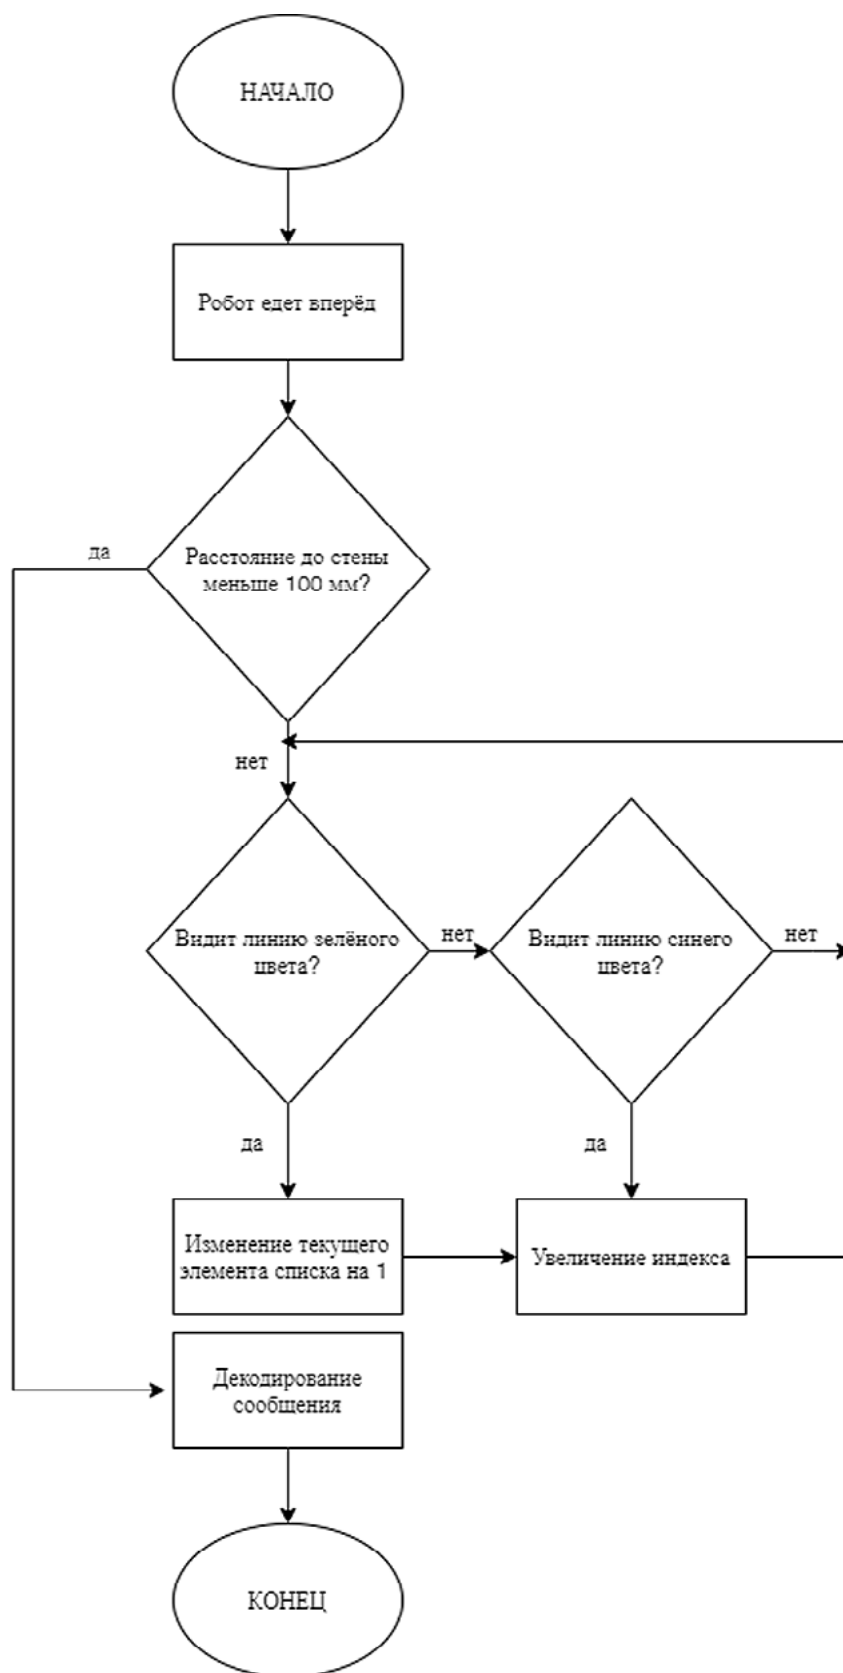 НАЧАЛО
Робот едет вперёд
да
Расстояние до стены
меньше 100 мм?
нет
Видит линию зелёного
цвета?
нет
Видит линию синего
цвета?
нет
да
да
Изменение текущего
элемента списка на 1
Увеличение индекса
Декодирование
сообщения
КОНЕЦ